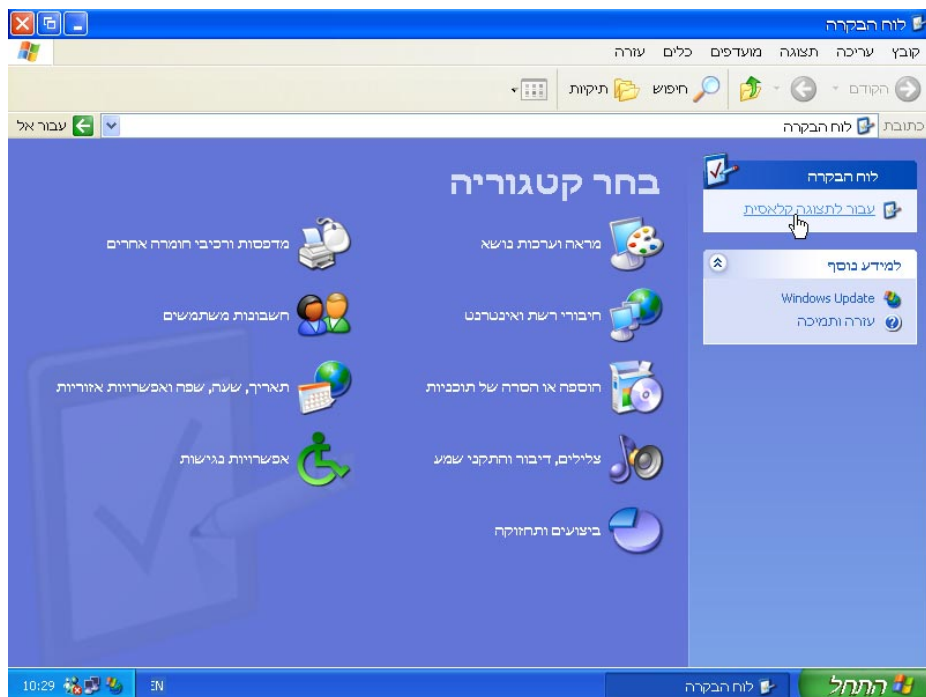 לוח הבקרה
קובץ עריכה תצוגה מועדפים כלים עזרה
הקודם חיפוש תיקיות
כתובת לוח הבקרה עבור אל
לוח הבקרה
עבור לתצוגה קלאסית
למידע נוסף
Windows Update
עזרה ותמיכה
בחר קטגוריה
מראה וערכות נושא
מדפסות ורכיבי חומרה אחרים
חיבורי רשת ואינטרנט
חשבונות משתמשים
הוספה או הסרה של תוכניות
תאריך, שעה, שפה ואפשרויות אזוריות
צלילים, דיבור והתקני שמע
אפשרויות נגישות
ביצועים ותחזוקה
התחל לוח הבקרה EN 10:29